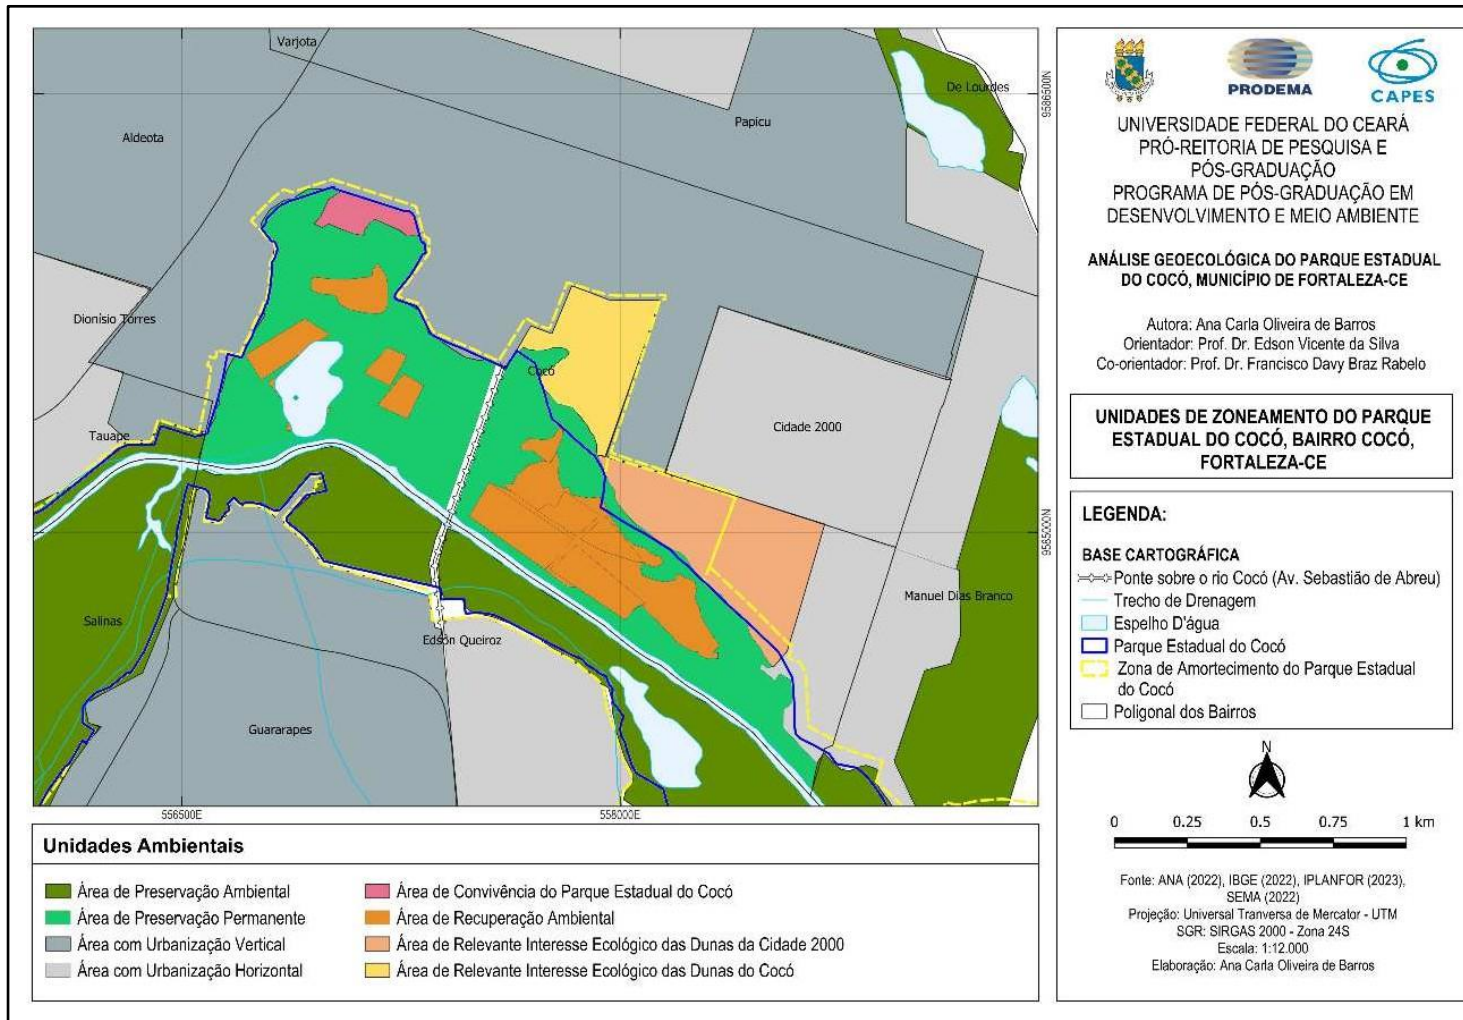 Varjota
De Lourdes
Papicu
Aldeota
Dionísio Torres
Cocó
Tauape
Cidade 2000
Manuel Dias Branco
Salinas
Edson Queiroz
Guararapes
9586500N
9585000N
556500E
558000E
Unidades Ambientais
Área de Preservação Ambiental
Área de Preservação Permanente
Área com Urbanização Vertical
Área com Urbanização Horizontal
Área de Convivência do Parque Estadual do Cocó
Área de Recuperação Ambiental
Área de Relevante Interesse Ecológico das Dunas da Cidade 2000
Área de Relevante Interesse Ecológico das Dunas do Cocó
PRODEMA
CAPES
UNIVERSIDADE FEDERAL DO CEARÁ
PRÓ-REITORIA DE PESQUISA E
PÓS-GRADUAÇÃO
PROGRAMA DE PÓS-GRADUAÇÃO EM
DESENVOLVIMENTO E MEIO AMBIENTE
ANÁLISE GEOECOLÓGICA DO PARQUE ESTADUAL
DO COCÓ, MUNICÍPIO DE FORTALEZA-CE
Autora: Ana Carla Oliveira de Barros
Orientador: Prof. Dr. Edson Vicente da Silva
Co-orientador: Prof. Dr. Francisco Davy Braz Rabelo
UNIDADES DE ZONEAMENTO DO PARQUE
ESTADUAL DO COCÓ, BAIRRO COCÓ,
FORTALEZA-CE
LEGENDA:
BASE CARTOGRÁFICA
Ponte sobre o rio Cocó (Av. Sebastião de Abreu)
Trecho de Drenagem
Espelho D'água
Parque Estadual do Cocó
Zona de Amortecimento do Parque Estadual
do Cocó
Poligonal dos Bairros
N
0 0.25 0.5 0.75 1 km
Fonte: ANA (2022), IBGE (2022), IPLANFOR (2023),
SEMA (2022)
Projeção: Universal Tranversa de Mercator - UTM
SGR: SIRGAS 2000 - Zona 24S
Escala: 1:12.000
Elaboração: Ana Carla Oliveira de Barros